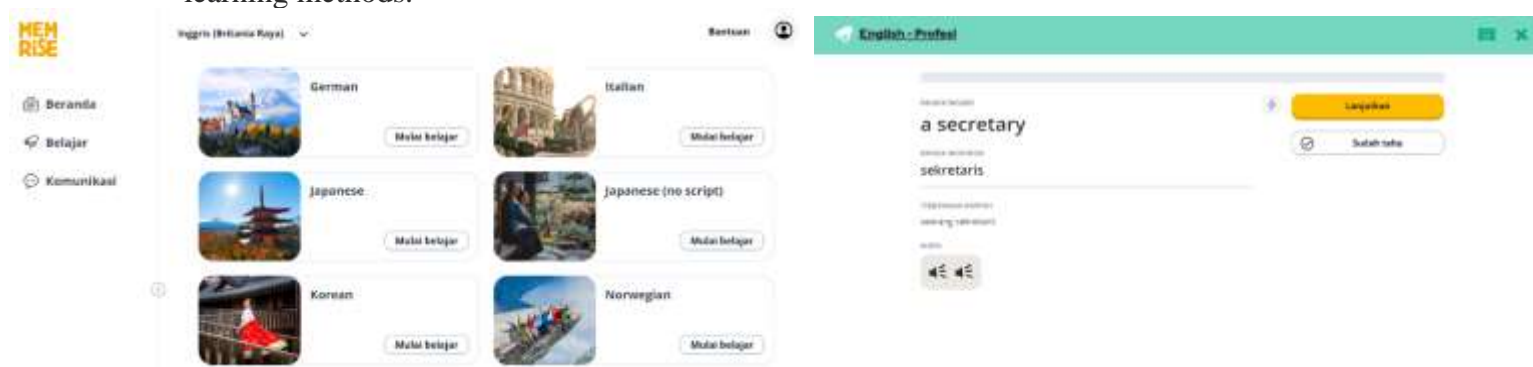 learning methods.
MEM
RISE
Inggris (Britania Raya)
Bantuan
Beranda
Belajar
Komunikasi
German
Mulai belajar
Italian
Mulai belajar
Japanese
Mulai belajar
Japanese (no script)
Mulai belajar
Korean
Mulai belajar
Norwegian
Mulai belajar
English - Profesi
a secretary
sekretaris
Lanjutkan
Sudah tahu